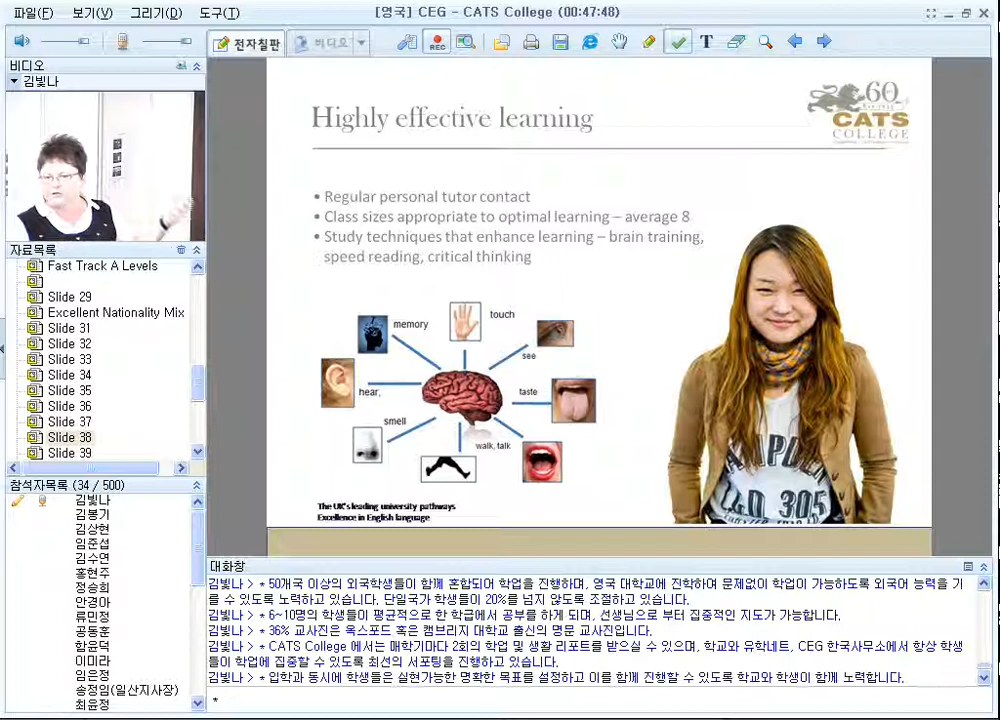 파일(F) 보기(V) 그리기(D) 도구(T)
[영국] CEG - CATS College (00:47:48)
전자칠판
비디오
REC
T
비디오
김빛나
자료목록
Fast Track A Levels
Slide 29
Excellent Nationality Mix
Slide 31
Slide 32
Slide 33
Slide 34
Slide 35
Slide 36
Slide 37
Slide 38
Slide 39
참석자목록 (34 / 500)
김빛나
김봉기
김상현
임준섭
김수연
홍현주
정승희
안경아
류민정
공동훈
함윤덕
이미라
임은정
송정임(일산지사장)
최윤정
Highly effective learning
60
CATS
COLLEGE
• Regular personal tutor contact
• Class sizes appropriate to optimal learning – average 8
• Study techniques that enhance learning – brain training,
speed reading, critical thinking
memory
touch
see
hear,
taste
smell
walk, talk
The UK's leading university pathways
Excellence in English language
대화창
김빛나 > * 50개국 이상의 외국학생들이 함께 혼합되어 학업을 진행하며, 영국 대학교에 진학하여 문제없이 학업이 가능하도록 외국어 능력을 기
를 수 있도록 노력하고 있습니다. 단일국가 학생들이 20%를 넘지 않도록 조절하고 있습니다.
김빛나 > * 6~10명의 학생들이 평균적으로 한 학급에서 공부를 하게 되며, 선생님으로 부터 집중적인 지도가 가능합니다.
김빛나 > * 36% 교사진은 옥스포드 혹은 캠브리지 대학교 출신의 명문 교사진입니다.
김빛나 > * CATS College 에서는 매학기마다 2회의 학업 및 생활 리포트를 받으실 수 있으며, 학교와 유학네트, CEG 한국사무소에서 항상 학생
들이 학업에 집중할 수 있도록 최선의 서포팅을 진행하고 있습니다.
김빛나 > * 입학과 동시에 학생들은 실현가능한 명확한 목표를 설정하고 이를 함께 진행할 수 있도록 학교와 학생이 함께 노력합니다.
*